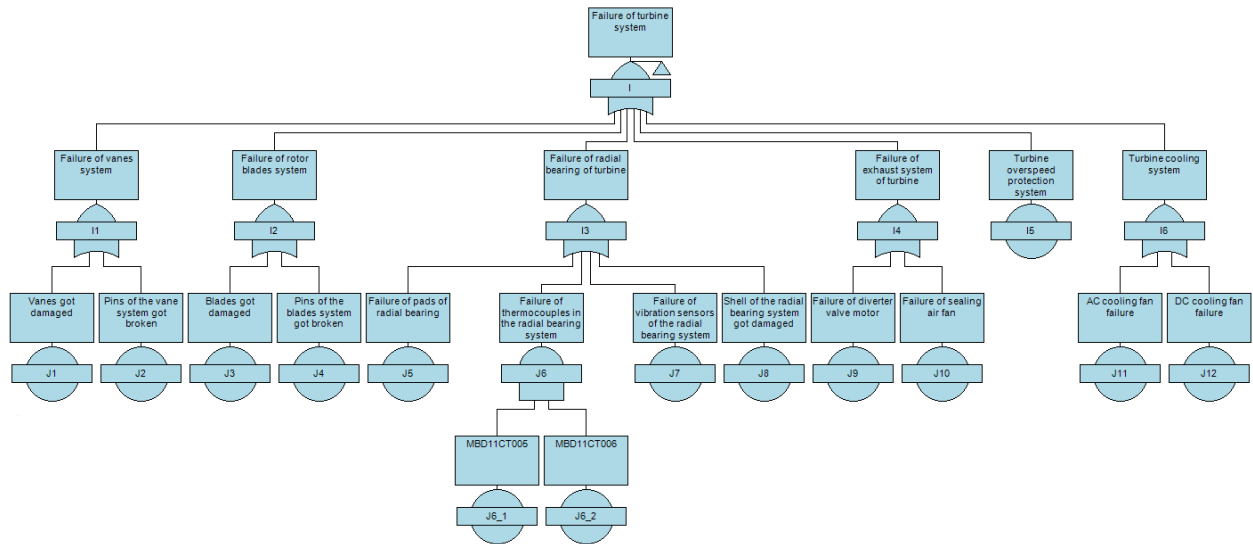 Failure of turbine
system
I
Failure of vanes
system
I1
Failure of rotor
blades system
I2
Failure of radial
bearing of turbine
I3
Failure of
exhaust system
of turbine
I4
Turbine
overspeed
protection
system
I5
Turbine cooling
system
I6
Vanes got
damaged
J1
Pins of the vane
system got
broken
J2
Blades got
damaged
J3
Pins of the
blades system
got broken
J4
Failure of pads of
radial bearing
J5
Failure of
thermocouples in
the radial bearing
system
J6
Failure of
vibration sensors
of the radial
bearing system
J7
Shell of the radial
bearing system
got damaged
J8
Failure of diverter
valve motor
J9
Failure of sealing
air fan
J10
AC cooling fan
failure
J11
DC cooling fan
failure
J12
MBD11CT005
J6_1
MBD11CT006
J6_2